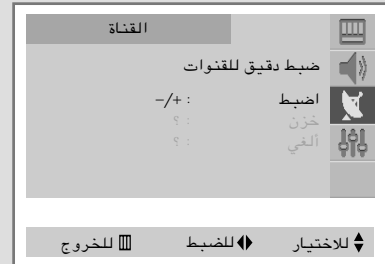 القناة
ضبط دقيق للقنوات
اضبط : +/−
خزن : ؟
ألغي : ؟
للاختيار للضبط للخروج